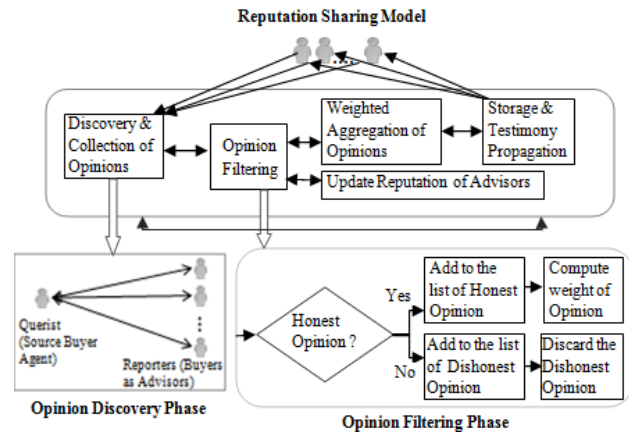 Reputation Sharing Model
Discovery &
Collection of
Opinions
Opinion
Filtering
Weighted
Aggregation of
Opinions
Storage &
Testimony
Propagation
Update Reputation of Advisors
Querist
(Source Buyer
Agent)
Reporters (Buyers
as Advisors)
Opinion Discovery Phase
Honest
Opinion ?
Yes
No
Add to the
list of Honest
Opinion
Compute
weight of
Opinion
Add to the list
of Dishonest
Opinion
Discard the
Dishonest
Opinion
Opinion Filtering Phase